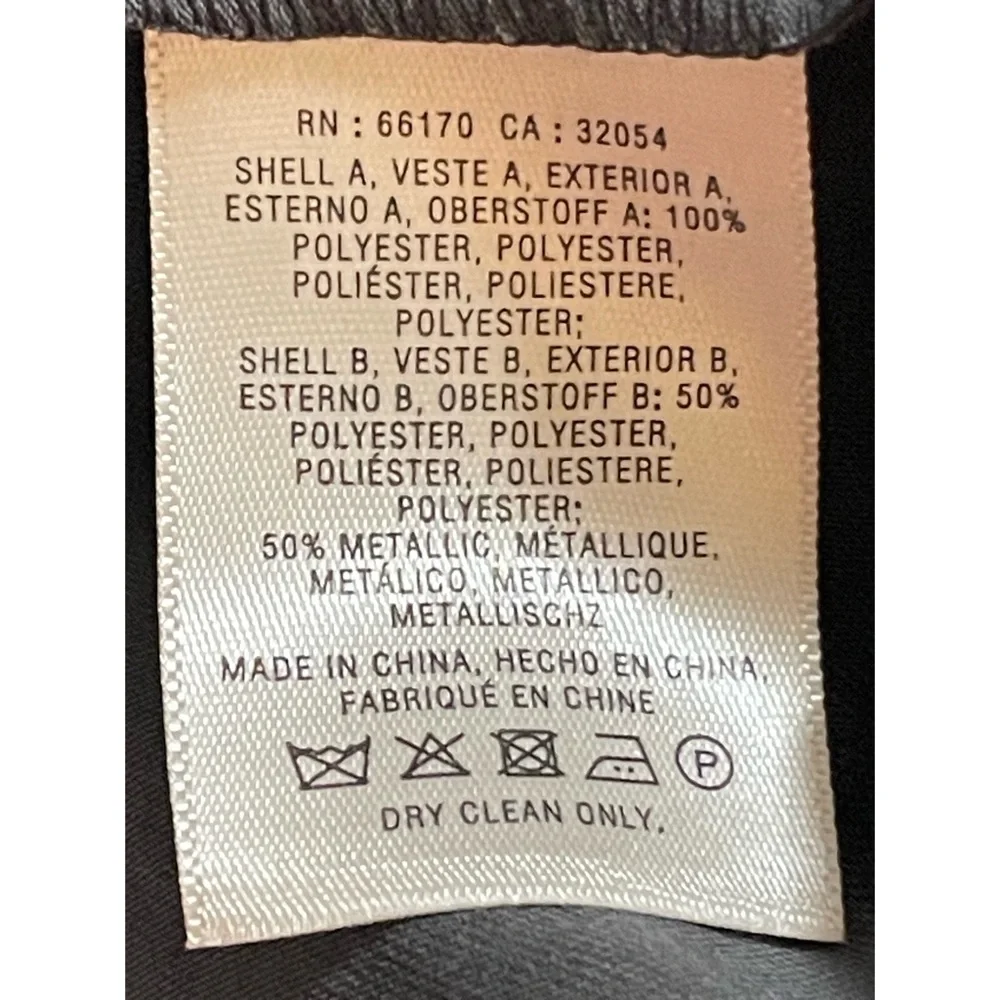 RN : 66170 CA : 32054
SHELL A, VESTE A, EXTERIOR A,
ESTERNO A, OBERSTOFF A: 100%
POLYESTER, POLYESTER,
POLIÉSTER, POLIESTERE,
POLYESTER;
SHELL B, VESTE B, EXTERIOR B,
ESTERNO B, OBERSTOFF B: 50%
POLYESTER, POLYESTER,
POLIÉSTER, POLIESTERE,
POLYESTER;
50% METALLIC, MÉTALLIQUE,
METÁLICO, METALLICO,
METALLISCHZ
MADE IN CHINA, HECHO EN CHINA,
FABRIQUÉ EN CHINE
P
DRY CLEAN ONLY.